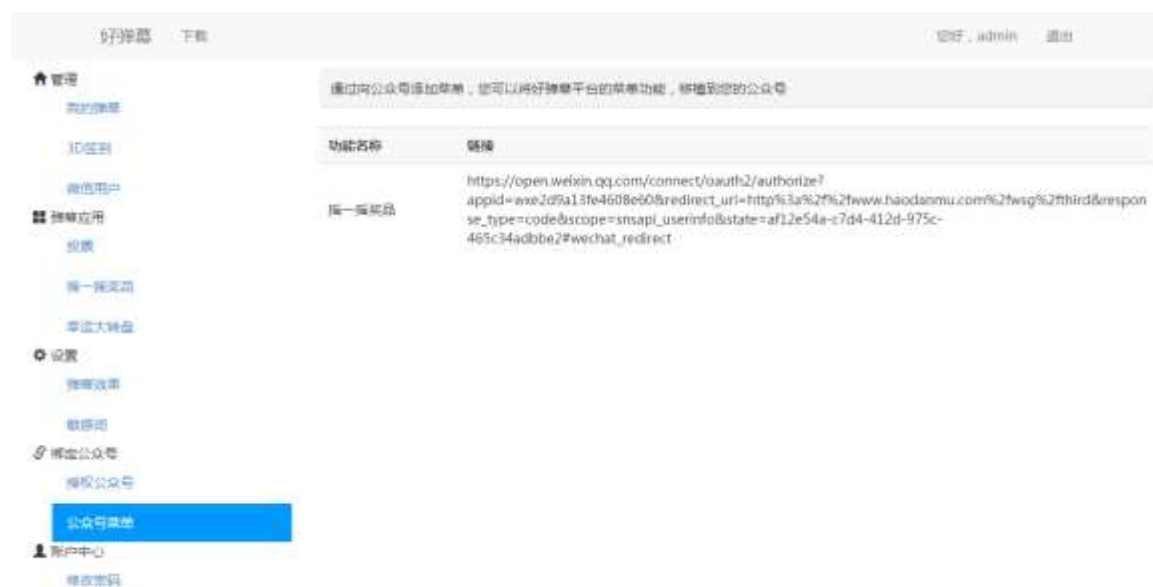 好弹幕 下载 您好，admin 退出
管理
我的弹幕
3D签到
微信用户
弹幕应用
投票
摇一摇奖品
幸运大转盘
设置
弹幕效果
敏感词
绑定公众号
授权公众号
公众号菜单
账户中心
修改密码
通过向公众号添加菜单，您可以将好弹幕平台的菜单功能，移植到您的公众号
功能名称 链接
摇一摇奖品
https://open.weixin.qq.com/connect/oauth2/authorize?
appid=wxe2d9a13fe4608e60&redirect_uri=http%3a%2f%2fwww.haodanmu.com%2fwsg%2fthird&respon
se_type=code&scope=snsapi_userinfo&state=af12e54a-c7d4-412d-975c-
465c34adbbe2#wechat_redirect